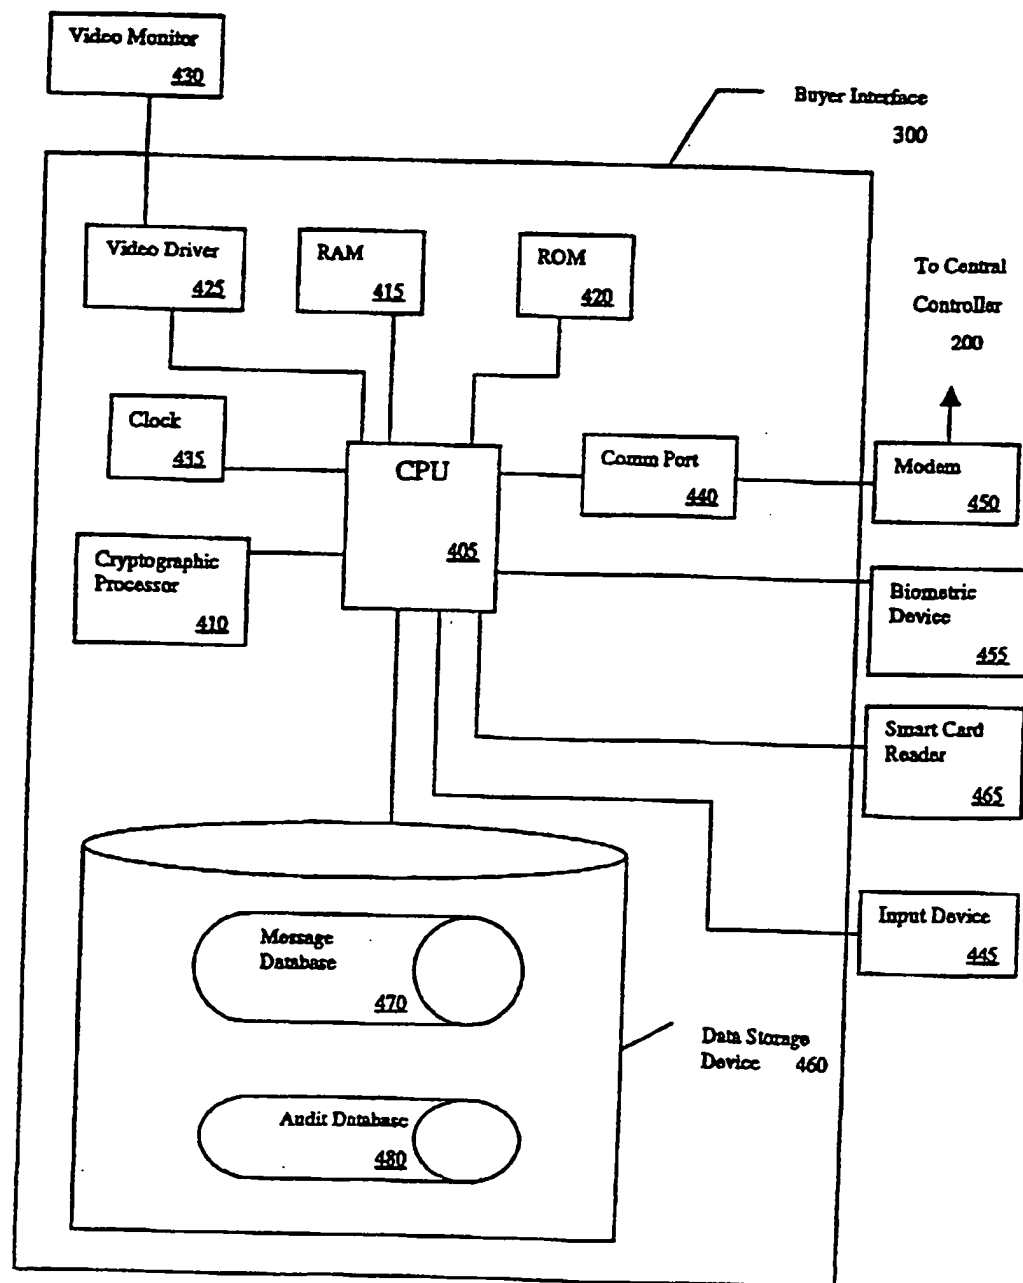 Video Monitor
430
Buyer Interface
300
Video Driver
425
RAM
415
ROM
420
To Central
Controller
200
Clock
435
CPU
405
Comm Port
440
Modem
450
Cryptographic
Processor
410
Biometric
Device
455
Smart Card
Reader
465
Input Device
445
Message
Database
470
Data Storage
Device 460
Audit Database
480